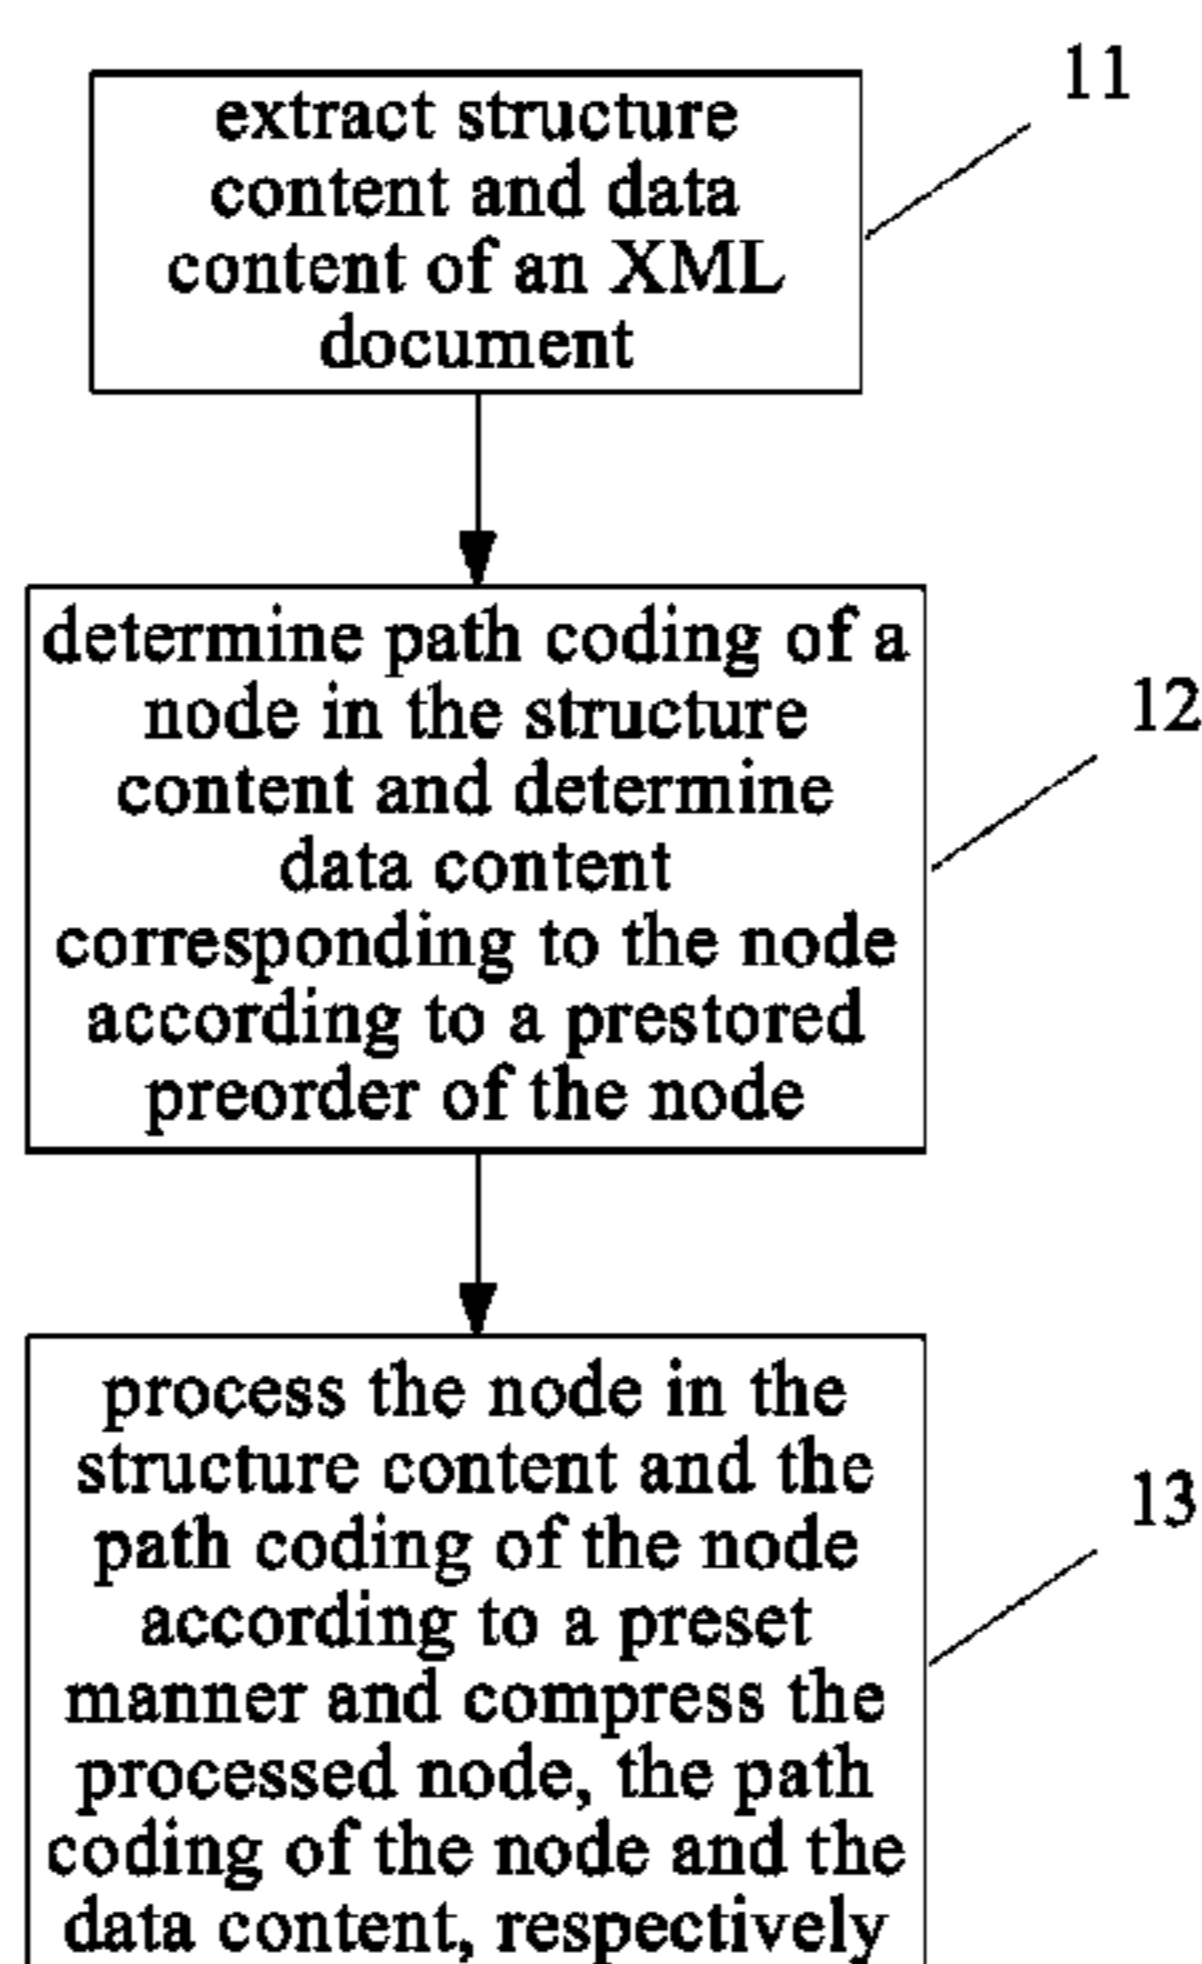 11
extract structure
content and data
content of an XML
document
12
determine path coding of a
node in the structure
content and determine
data content
corresponding to the node
according to a prestored
preorder of the node
13
process the node in the
structure content and the
path coding of the node
according to a preset
manner and compress the
processed node, the path
coding of the node and the
data content, respectively